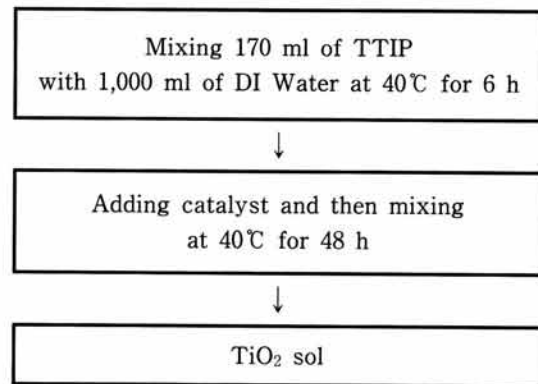 Mixing 170 ml of TTIP
with 1,000 ml of DI Water at 40℃ for 6 h
↓
Adding catalyst and then mixing
at 40℃ for 48 h
↓
TiO₂ sol